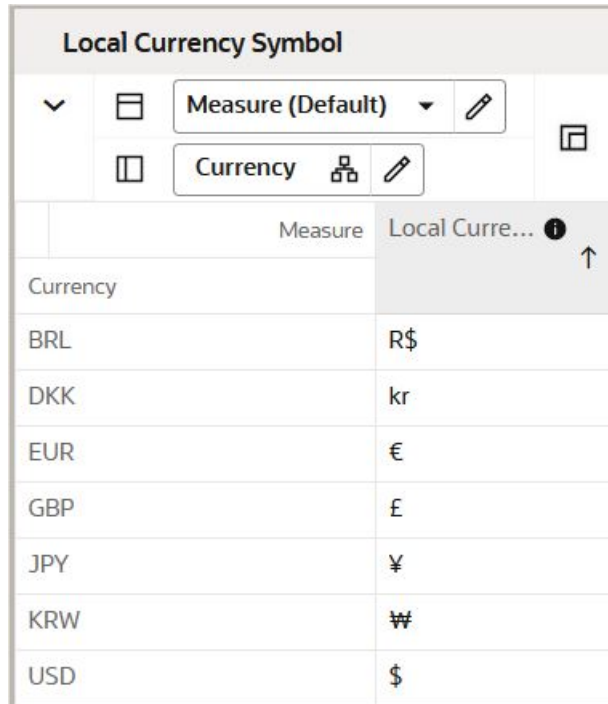 Local Currency Symbol
Measure (Default)
Currency
Measure Local Curre...
Currency
BRL R$
DKK kr
EUR €
GBP £
JPY ¥
KRW ₩
USD $